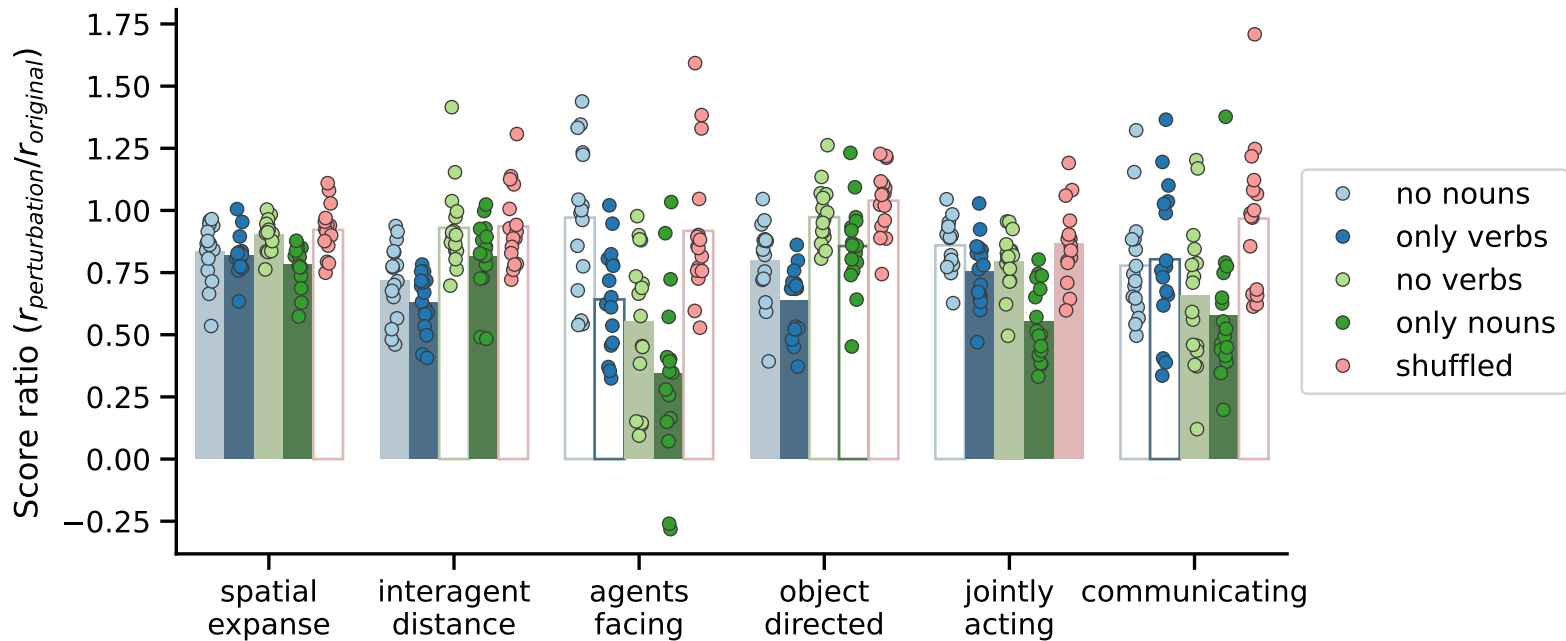 Score ratio (r_perturbation/r_original)
1.75
1.50
1.25
1.00
0.75
0.50
0.25
0.00
−0.25
spatial
expanse
interagent
distance
agents
facing
object
directed
jointly
acting
communicating
no nouns
only verbs
no verbs
only nouns
shuffled